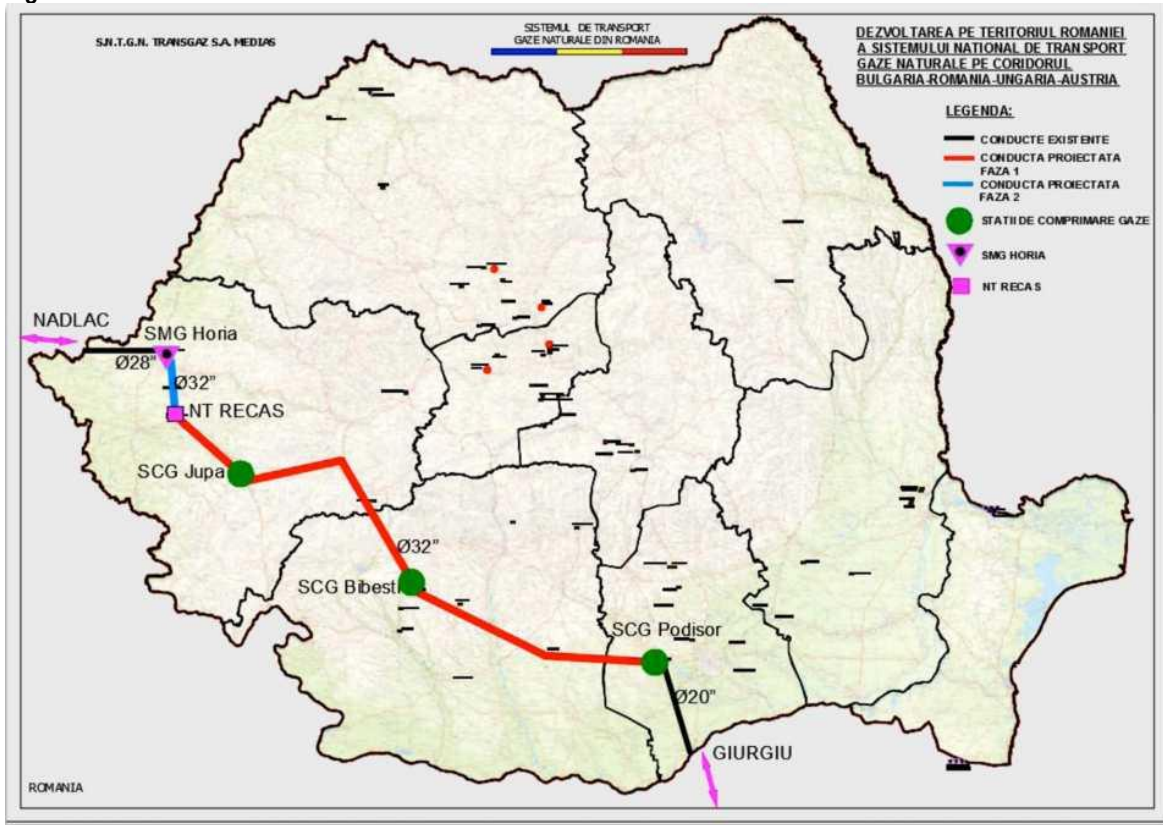 S.N.T.G.N. TRANSGAZ S.A. MEDIAS
SISTEMUL DE TRANSPORT
GAZE NATURALE DIN ROMANIA
DEZVOLTAREA PE TERITORIUL ROMANIEI
A SISTEMULUI NATIONAL DE TRANSPORT
GAZE NATURALE PE CORIDORUL
BULGARIA-ROMANIA-UNGARIA-AUSTRIA
LEGENDA:
CONDUCTE EXISTENTE
CONDUCTA PROIECTATA
FAZA 1
CONDUCTA PROIECTATA
FAZA 2
STATII DE COMPRIMARE GAZE
SMG HORIA
NT RECAS
NADLAC
SMG Horia
Ø28”
Ø32”
NT RECAS
SCG Jupa
Ø32”
SCG Bibesti
SCG Podisor
Ø20”
GIURGIU
ROMANIA